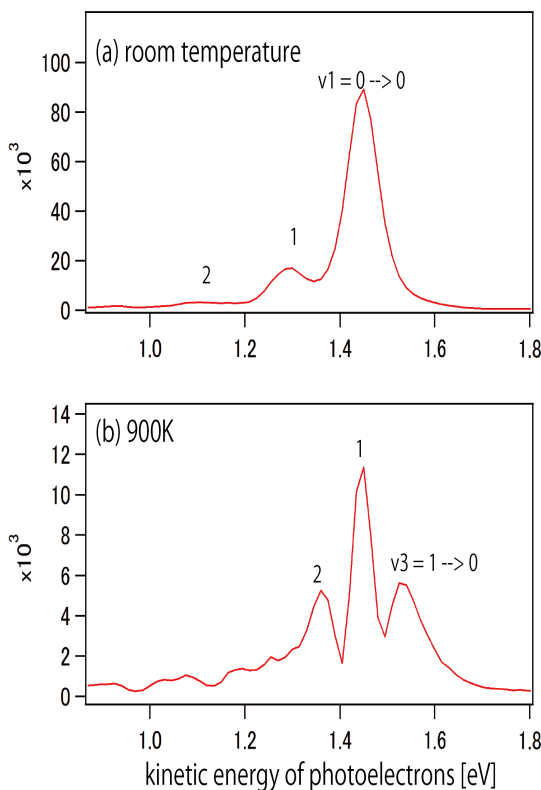 (a) room temperature
v1 = 0 --> 0
1
2
100
80
60
40
20
0
x10³
1.0 1.2 1.4 1.6 1.8
(b) 900K
1
2
v3 = 1 --> 0
14
12
10
8
6
4
2
0
x10³
1.0 1.2 1.4 1.6 1.8
kinetic energy of photoelectrons [eV]